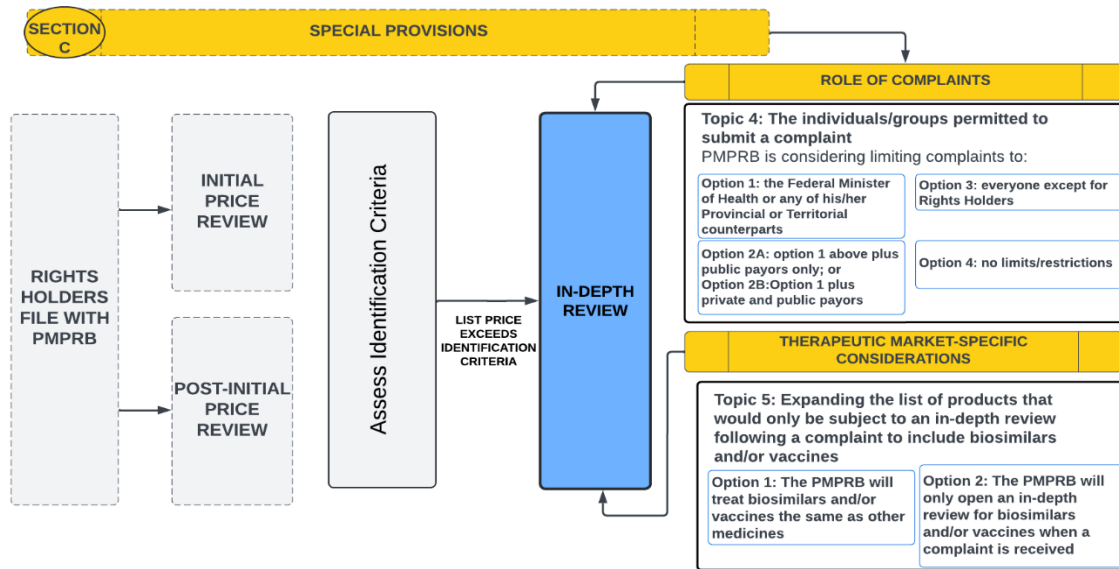 SECTION
C
SPECIAL PROVISIONS
RIGHTS
HOLDERS
FILE WITH
PMPRB
INITIAL
PRICE
REVIEW
POST-INITIAL
PRICE
REVIEW
Assess Identification Criteria
LIST PRICE
EXCEEDS
IDENTIFICATION
CRITERIA
IN-DEPTH
REVIEW
ROLE OF COMPLAINTS
Topic 4: The individuals/groups permitted to
submit a complaint
PMPRB is considering limiting complaints to:
Option 1: the Federal Minister
of Health or any of his/her
Provincial or Territorial
counterparts
Option 3: everyone except for
Rights Holders
Option 2A: option 1 above plus
public payors only; or
Option 2B:Option 1 plus
private and public payors
Option 4: no limits/restrictions
THERAPEUTIC MARKET-SPECIFIC
CONSIDERATIONS
Topic 5: Expanding the list of products that
would only be subject to an in-depth review
following a complaint to include biosimilars
and/or vaccines
Option 1: The PMPRB will
treat biosimilars and/or
vaccines the same as other
medicines
Option 2: The PMPRB will
only open an in-depth
review for biosimilars
and/or vaccines when a
complaint is received